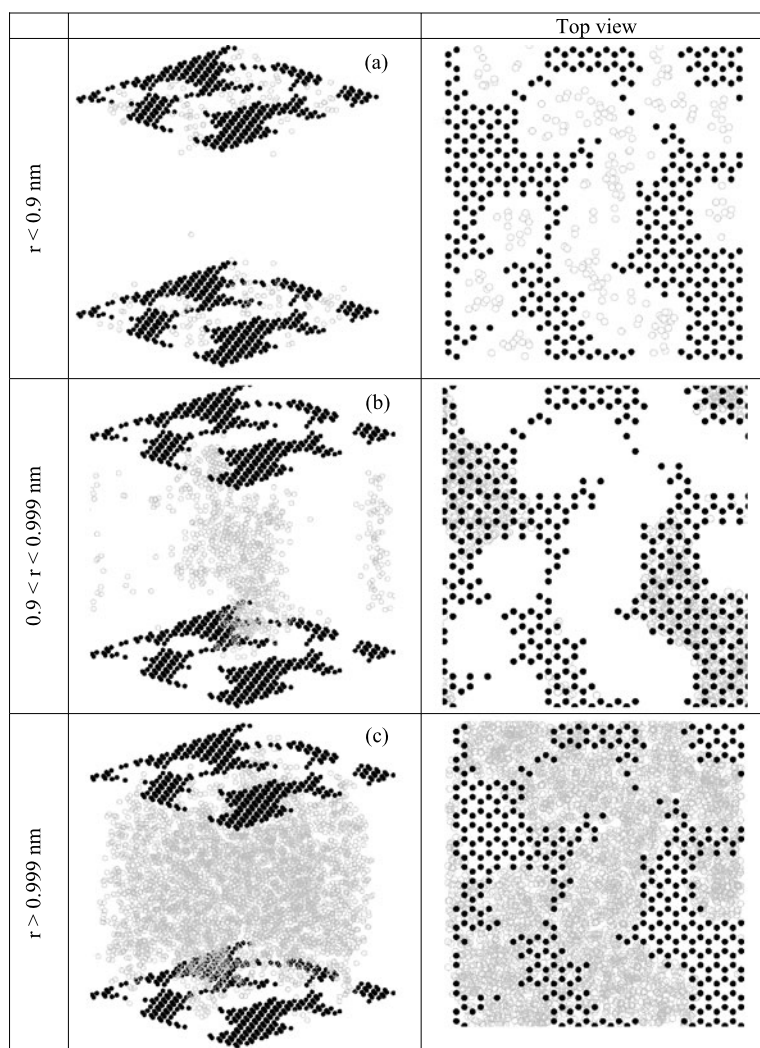 Top view
r < 0.9 nm
(a)
0.9 < r < 0.999 nm
(b)
r > 0.999 nm
(c)